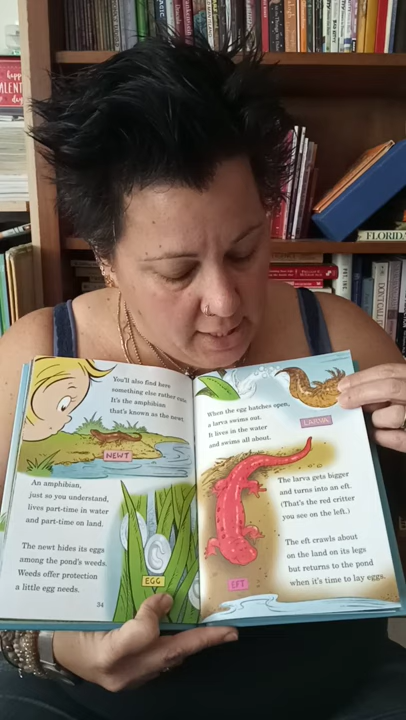 happy
FLORIDA
You'll also find here
something else rather cute.
It's the amphibian
that's known as the newt.
NEWT
An amphibian,
just so you understand,
lives part-time in water
and part-time on land.
The newt hides its eggs
among the pond's weeds.
Weeds offer protection
a little egg needs.
EGG
34
When the egg hatches open,
a larva swims out.
It lives in the water
and swims all about.
LARVA
The larva gets bigger
and turns into an eft.
(That's the red critter
you see on the left.)
EFT
The eft crawls about
on the land on its legs
but returns to the pond
when it's time to lay eggs.